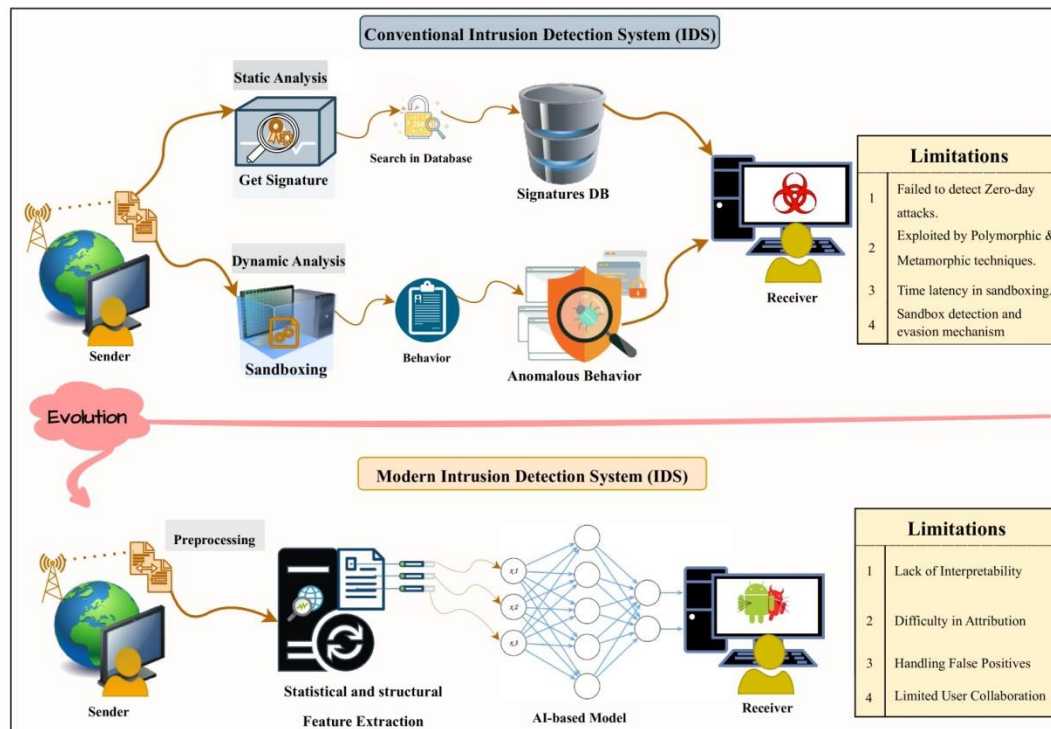 Conventional Intrusion Detection System (IDS)
Static Analysis
Get Signature
Search in Database
Signatures DB
Dynamic Analysis
Sandboxing
Behavior
Anomalous Behavior
Sender
Receiver
Limitations
1 Failed to detect Zero-day
attacks.
2 Exploited by Polymorphic &
Metamorphic techniques.
3 Time latency in sandboxing.
4 Sandbox detection and
evasion mechanism
Evolution
Modern Intrusion Detection System (IDS)
Preprocessing
Sender
Statistical and structural
Feature Extraction
x,1
x,2
x,3
AI-based Model
Receiver
Limitations
1 Lack of Interpretability
2 Difficulty in Attribution
3 Handling False Positives
4 Limited User Collaboration